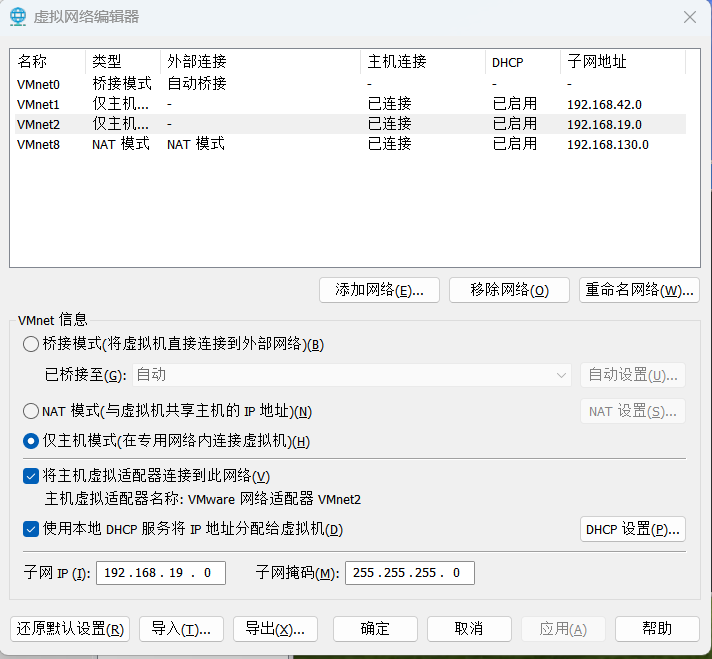 虚拟网络编辑器
名称 类型 外部连接 主机连接 DHCP 子网地址
VMnet0 桥接模式 自动桥接 - - -
VMnet1 仅主机... - 已连接 已启用 192.168.42.0
VMnet2 仅主机... - 已连接 已启用 192.168.19.0
VMnet8 NAT 模式 NAT 模式 已连接 已启用 192.168.130.0
添加网络(E)... 移除网络(O) 重命名网络(W)...
VMnet 信息
桥接模式(将虚拟机直接连接到外部网络)(B)
已桥接至(G): 自动 自动设置(U)...
NAT 模式(与虚拟机共享主机的 IP 地址)(N) NAT 设置(S)...
仅主机模式(在专用网络内连接虚拟机)(H)
将主机虚拟适配器连接到此网络(V)
主机虚拟适配器名称: VMware 网络适配器 VMnet2
使用本地 DHCP 服务将 IP 地址分配给虚拟机(D) DHCP 设置(P)...
子网 IP (I): 192.168.19.0 子网掩码(M): 255.255.255.0
还原默认设置(R) 导入(T)... 导出(X)... 确定 取消 应用(A) 帮助